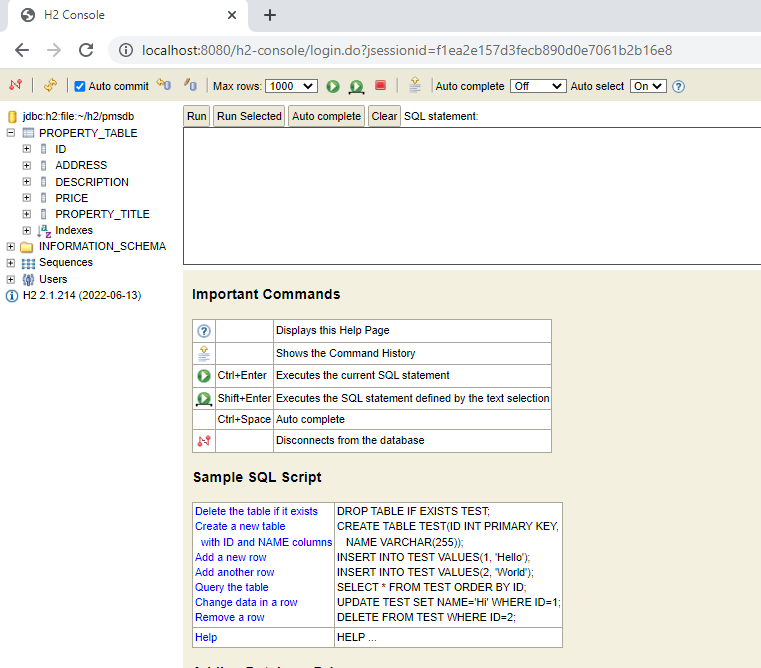 H2 Console
localhost:8080/h2-console/login.do?jsessionid=f1ea2e157d3fecb890d0e7061b2b16e8
Auto commit Max rows: 1000 Auto complete Off Auto select On
jdbc:h2:file:~/h2/pmsdb
PROPERTY_TABLE
ID
ADDRESS
DESCRIPTION
PRICE
PROPERTY_TITLE
Indexes
INFORMATION_SCHEMA
Sequences
Users
H2 2.1.214 (2022-06-13)
Run Run Selected Auto complete Clear SQL statement:
Important Commands
Displays this Help Page
Shows the Command History
Ctrl+Enter Executes the current SQL statement
Shift+Enter Executes the SQL statement defined by the text selection
Ctrl+Space Auto complete
Disconnects from the database
Sample SQL Script
Delete the table if it exists DROP TABLE IF EXISTS TEST;
Create a new table CREATE TABLE TEST(ID INT PRIMARY KEY,
with ID and NAME columns NAME VARCHAR(255));
Add a new row INSERT INTO TEST VALUES(1, 'Hello');
Add another row INSERT INTO TEST VALUES(2, 'World');
Query the table SELECT * FROM TEST ORDER BY ID;
Change data in a row UPDATE TEST SET NAME='Hi' WHERE ID=1;
Remove a row DELETE FROM TEST WHERE ID=2;
Help HELP ...